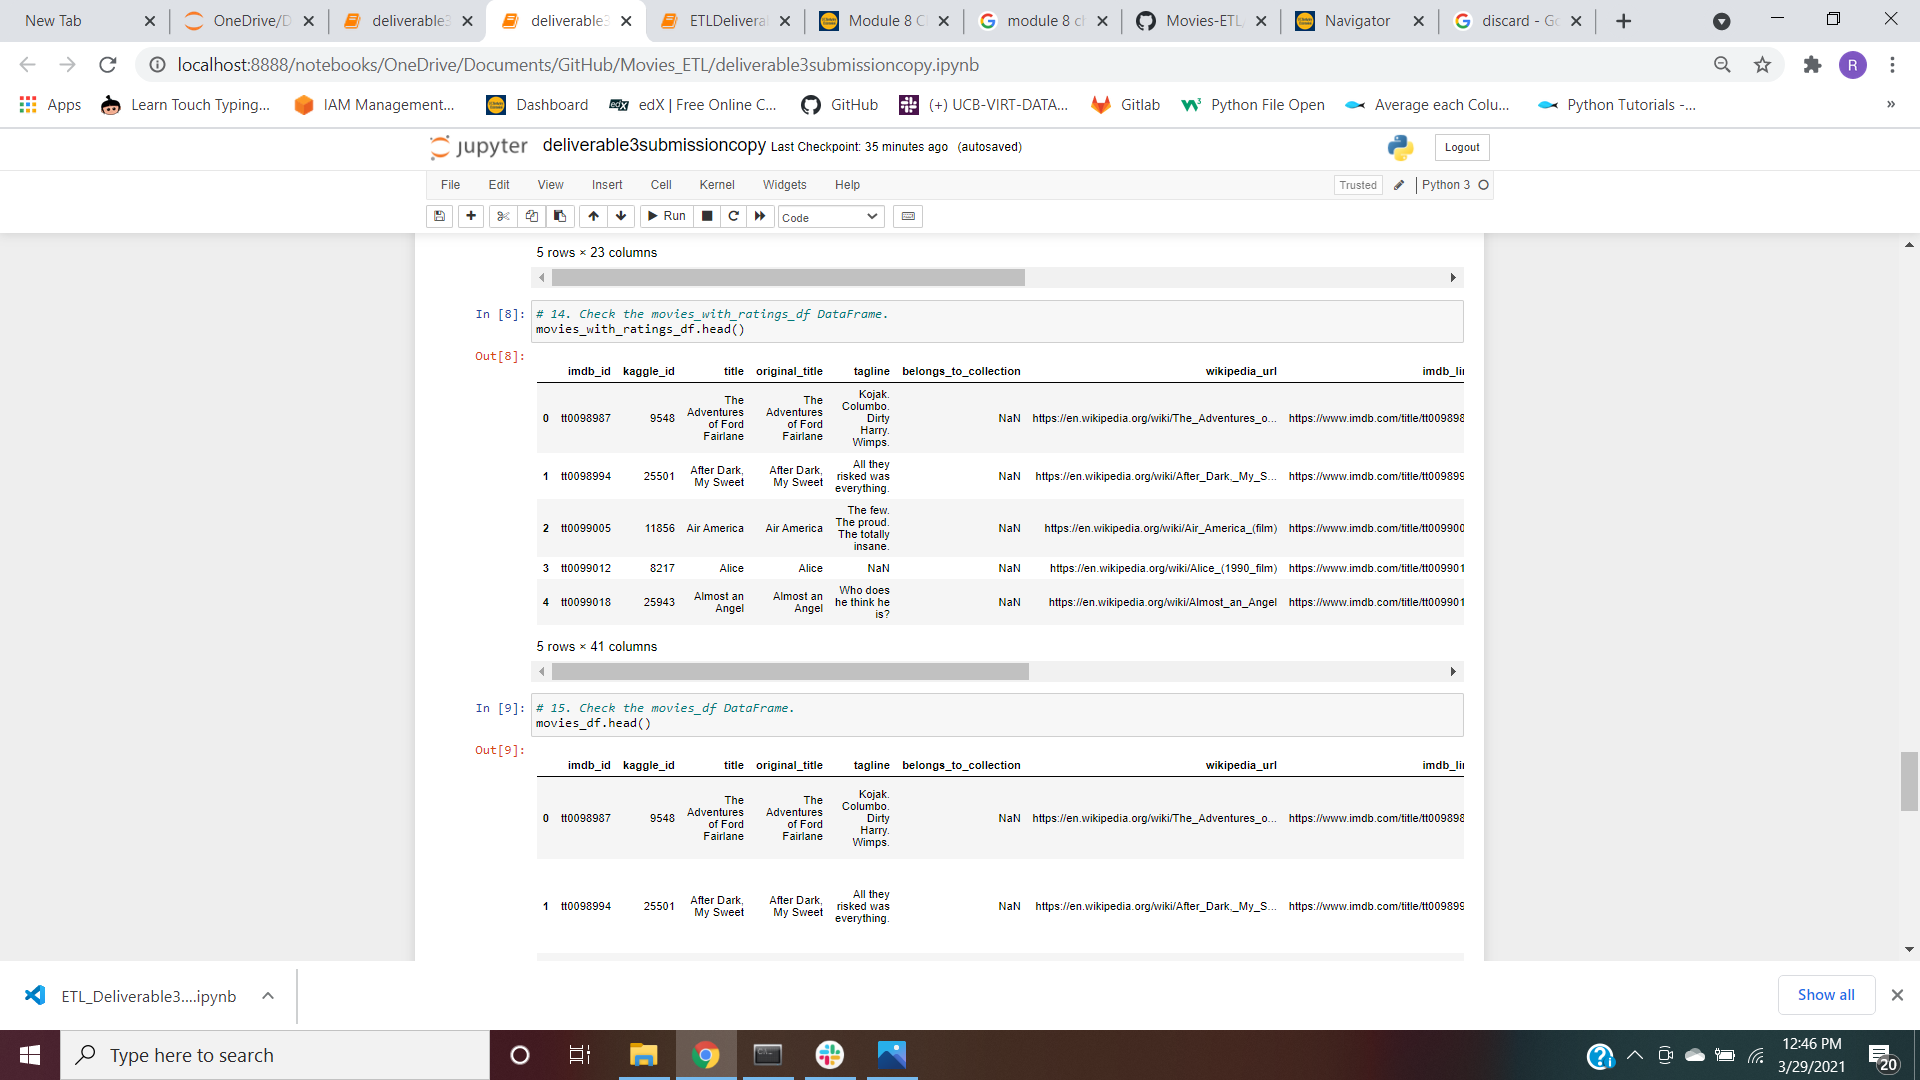 New Tab OneDrive/D deliverable3 deliverable3 ETLDeliveral Module 8 Cl module 8 ch Movies-ETL Navigator discard - Go
localhost:8888/notebooks/OneDrive/Documents/GitHub/Movies_ETL/deliverable3submissioncopy.ipynb R
Apps Learn Touch Typing... IAM Management... Dashboard edX | Free Online C... GitHub (+) UCB-VIRT-DATA... Gitlab Python File Open Average each Colu... Python Tutorials -... »
jupyter deliverable3submissioncopy Last Checkpoint: 35 minutes ago (autosaved) Logout
File Edit View Insert Cell Kernel Widgets Help Trusted Python 3
Run Code
5 rows × 23 columns
In [8]: # 14. Check the movies_with_ratings_df DataFrame.
movies_with_ratings_df.head()
Out[8]:
imdb_id kaggle_id title original_title tagline belongs_to_collection wikipedia_url imdb_lin
0 tt0098987 9548 The Adventures of Ford Fairlane The Adventures of Ford Fairlane Kojak. Columbo. Dirty Harry. Wimps. NaN https://en.wikipedia.org/wiki/The_Adventures_o... https://www.imdb.com/title/tt009898
1 tt0098994 25501 After Dark, My Sweet After Dark, My Sweet All they risked was everything. NaN https://en.wikipedia.org/wiki/After_Dark,_My_S... https://www.imdb.com/title/tt009899
2 tt0099005 11856 Air America Air America The few. The proud. The totally insane. NaN https://en.wikipedia.org/wiki/Air_America_(film) https://www.imdb.com/title/tt009900
3 tt0099012 8217 Alice Alice NaN NaN https://en.wikipedia.org/wiki/Alice_(1990_film) https://www.imdb.com/title/tt009901
4 tt0099018 25943 Almost an Angel Almost an Angel Who does he think he is? NaN https://en.wikipedia.org/wiki/Almost_an_Angel https://www.imdb.com/title/tt009901
5 rows × 41 columns
In [9]: # 15. Check the movies_df DataFrame.
movies_df.head()
Out[9]:
imdb_id kaggle_id title original_title tagline belongs_to_collection wikipedia_url imdb_lin
0 tt0098987 9548 The Adventures of Ford Fairlane The Adventures of Ford Fairlane Kojak. Columbo. Dirty Harry. Wimps. NaN https://en.wikipedia.org/wiki/The_Adventures_o... https://www.imdb.com/title/tt009898
1 tt0098994 25501 After Dark, My Sweet After Dark, My Sweet All they risked was everything. NaN https://en.wikipedia.org/wiki/After_Dark,_My_S... https://www.imdb.com/title/tt009899
ETL_Deliverable3....ipynb Show all
Type here to search 12:46 PM
3/29/2021 20